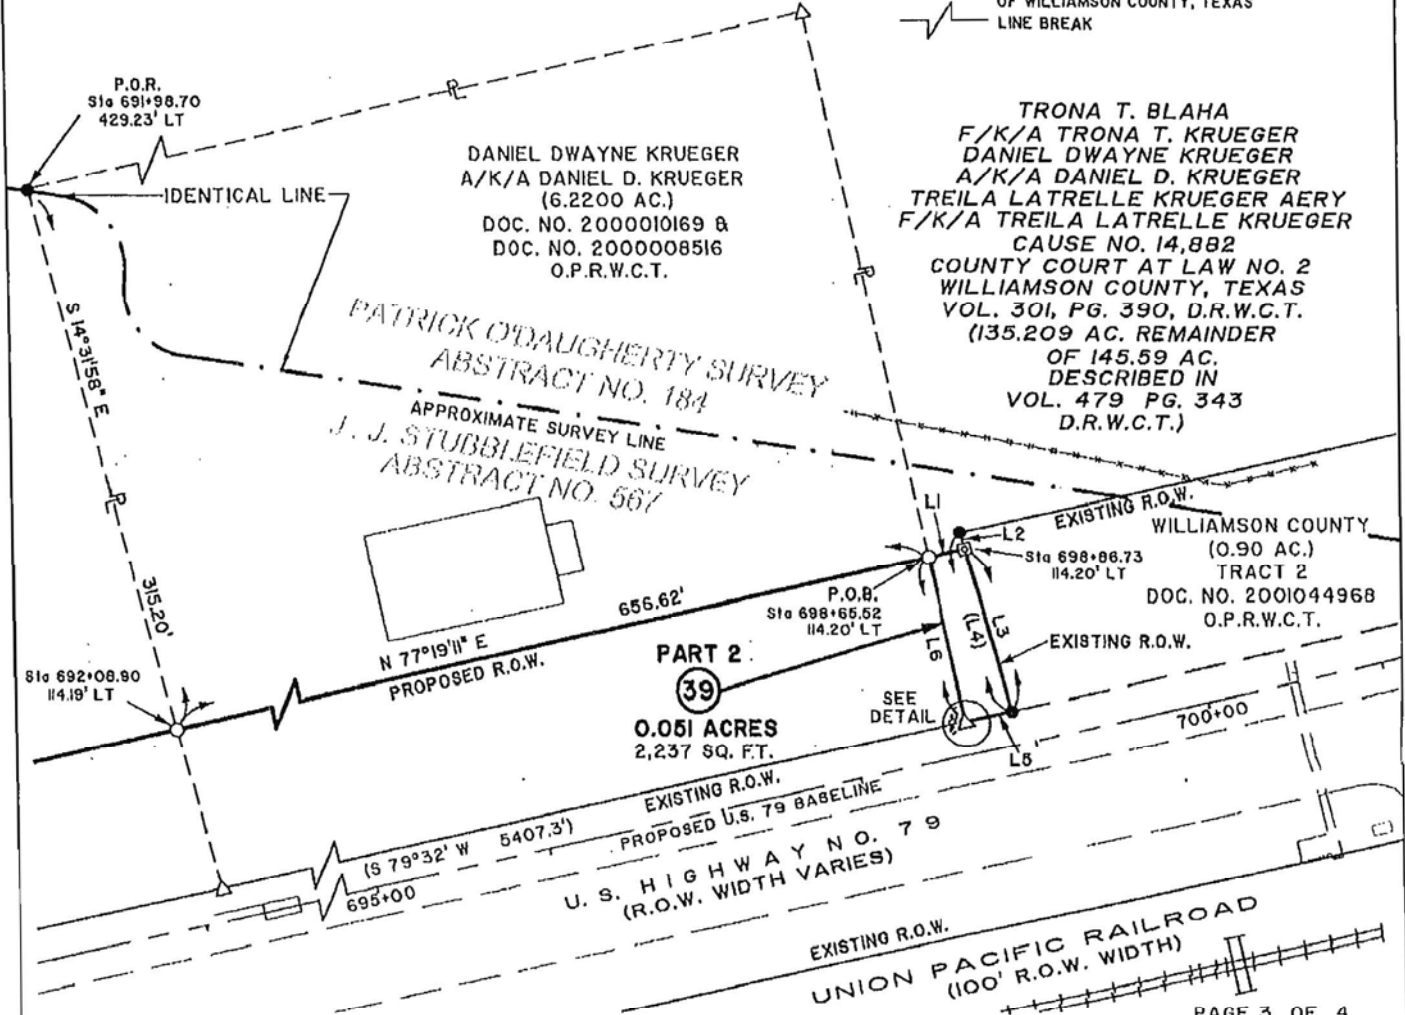 OF WILLIAMSON COUNTY, TEXAS
LINE BREAK
P.O.R.
Sta 691+98.70
429.23' LT
IDENTICAL LINE
PL
DANIEL DWAYNE KRUEGER
A/K/A DANIEL D. KRUEGER
(6.2200 AC.)
DOC. NO. 2000010169 &
DOC. NO. 2000008516
O.P.R.W.C.T.
TRONA T. BLAHA
F/K/A TRONA T. KRUEGER
DANIEL DWAYNE KRUEGER
A/K/A DANIEL D. KRUEGER
TREILA LATRELLE KRUEGER AERY
F/K/A TREILA LATRELLE KRUEGER
CAUSE NO. 14,882
COUNTY COURT AT LAW NO. 2
WILLIAMSON COUNTY, TEXAS
VOL. 301, PG. 390, D.R.W.C.T.
(135.209 AC. REMAINDER
OF 145.59 AC.
DESCRIBED IN
VOL. 479 PG. 343
D.R.W.C.T.)
PL
S 14°31'58" E
315.20'
PL
PATRICK O'DAUGHERTY SURVEY
ABSTRACT NO. 184
APPROXIMATE SURVEY LINE
J. J. STUBBLEFIELD SURVEY
ABSTRACT NO. 567
L1
L2
EXISTING R.O.W.
Sta 698+86.73
114.20' LT
WILLIAMSON COUNTY
(0.90 AC.)
TRACT 2
DOC. NO. 2001044968
O.P.R.W.C.T.
P.O.B.
Sta 698+65.52
114.20' LT
656.62'
N 77°19'11" E
PROPOSED R.O.W.
L6
(L4)
L3
EXISTING R.O.W.
PART 2
39
0.051 ACRES
2,237 SQ. FT.
SEE
DETAIL
L5
Sta 692+08.90
114.19' LT
700+00
EXISTING R.O.W.
(S 79°32' W 5407.3')
PROPOSED U.S. 79 BASELINE
695+00
U.S. HIGHWAY NO. 79
(R.O.W. WIDTH VARIES)
EXISTING R.O.W.
UNION PACIFIC RAILROAD
(100' R.O.W. WIDTH)
PAGE 3 OF 4